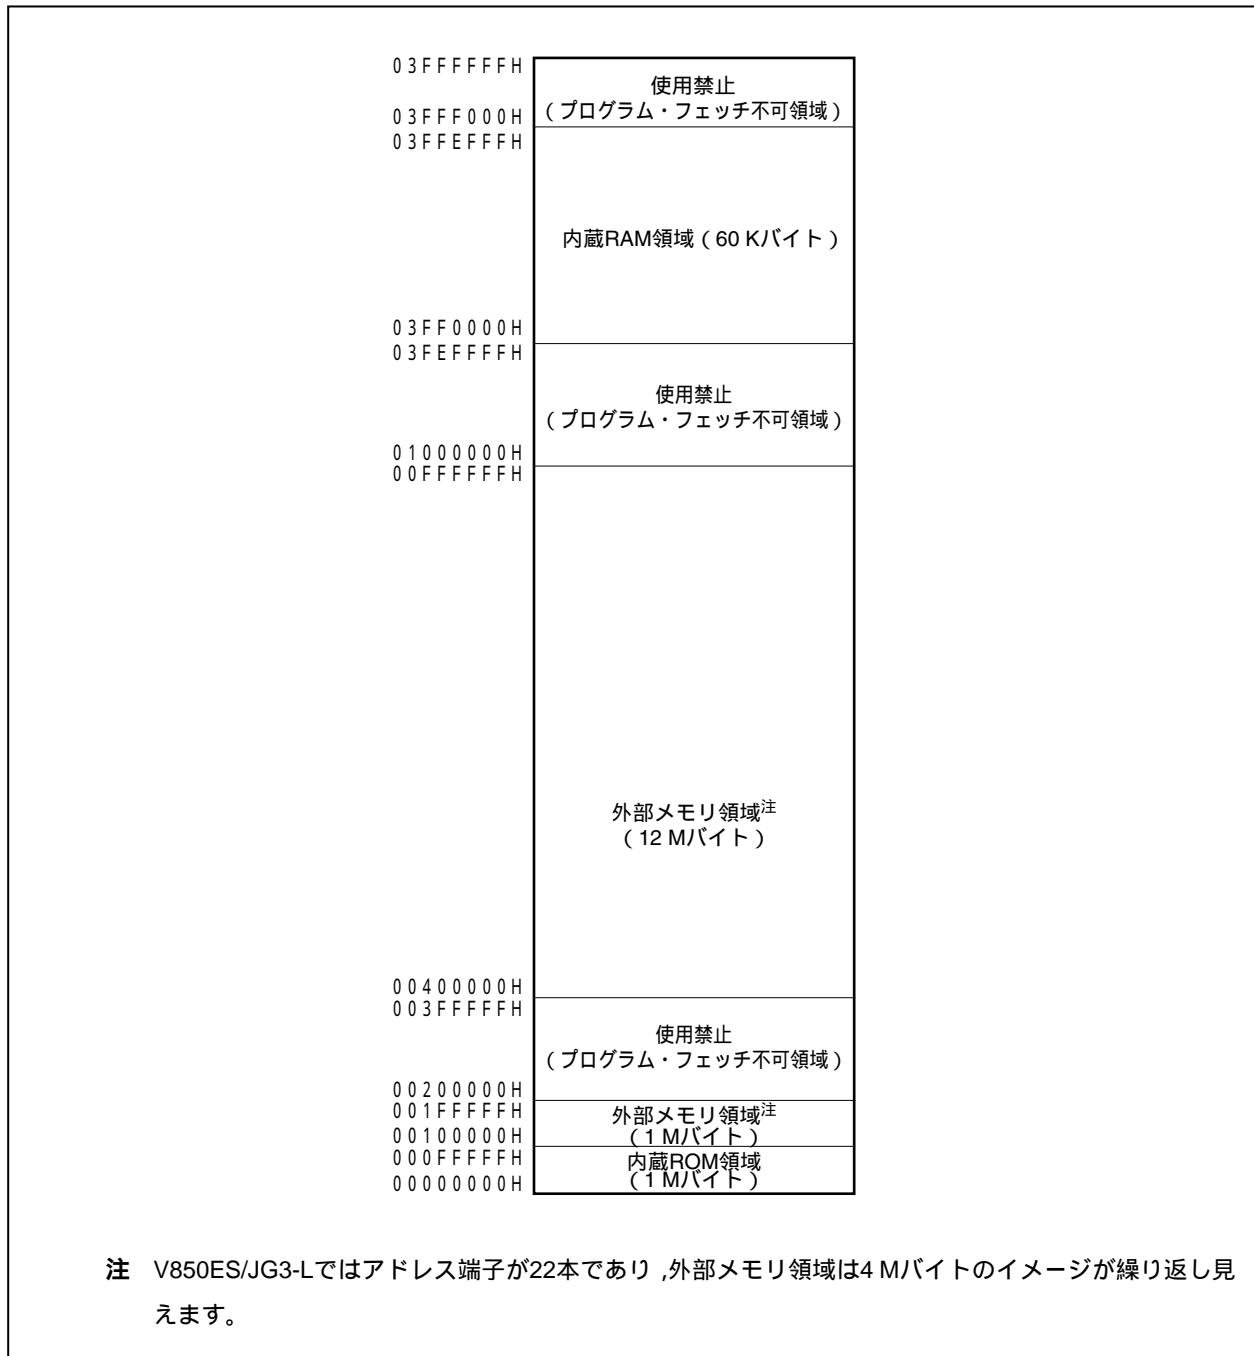 03FFFFFFH
使用禁止
（プログラム・フェッチ不可領域）
03FFF000H
03FFEFFFH
内蔵RAM領域（60 Kバイト）
03FF0000H
03FEFFFFH
使用禁止
（プログラム・フェッチ不可領域）
01000000H
00FFFFFFH
外部メモリ領域注
（12 Mバイト）
00400000H
003FFFFFH
使用禁止
（プログラム・フェッチ不可領域）
00200000H
001FFFFFH
外部メモリ領域注
（1 Mバイト）
00100000H
000FFFFFH
内蔵ROM領域
（1 Mバイト）
00000000H
注 V850ES/JG3-Lではアドレス端子が22本であり,外部メモリ領域は4 Mバイトのイメージが繰り返し見
えます。